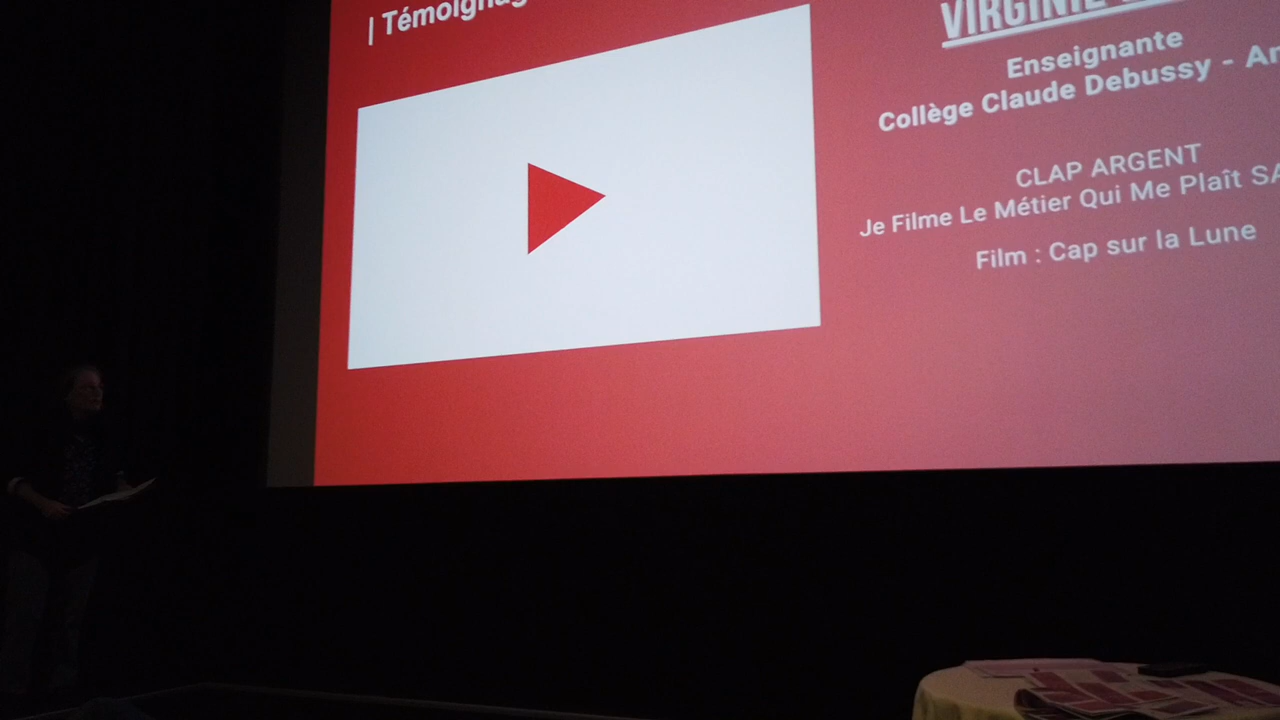 | Témoignag
VIRGINIE
Enseignante
Collège Claude Debussy - An
CLAP ARGENT
Je Filme Le Métier Qui Me Plaît SA
Film : Cap sur la Lune